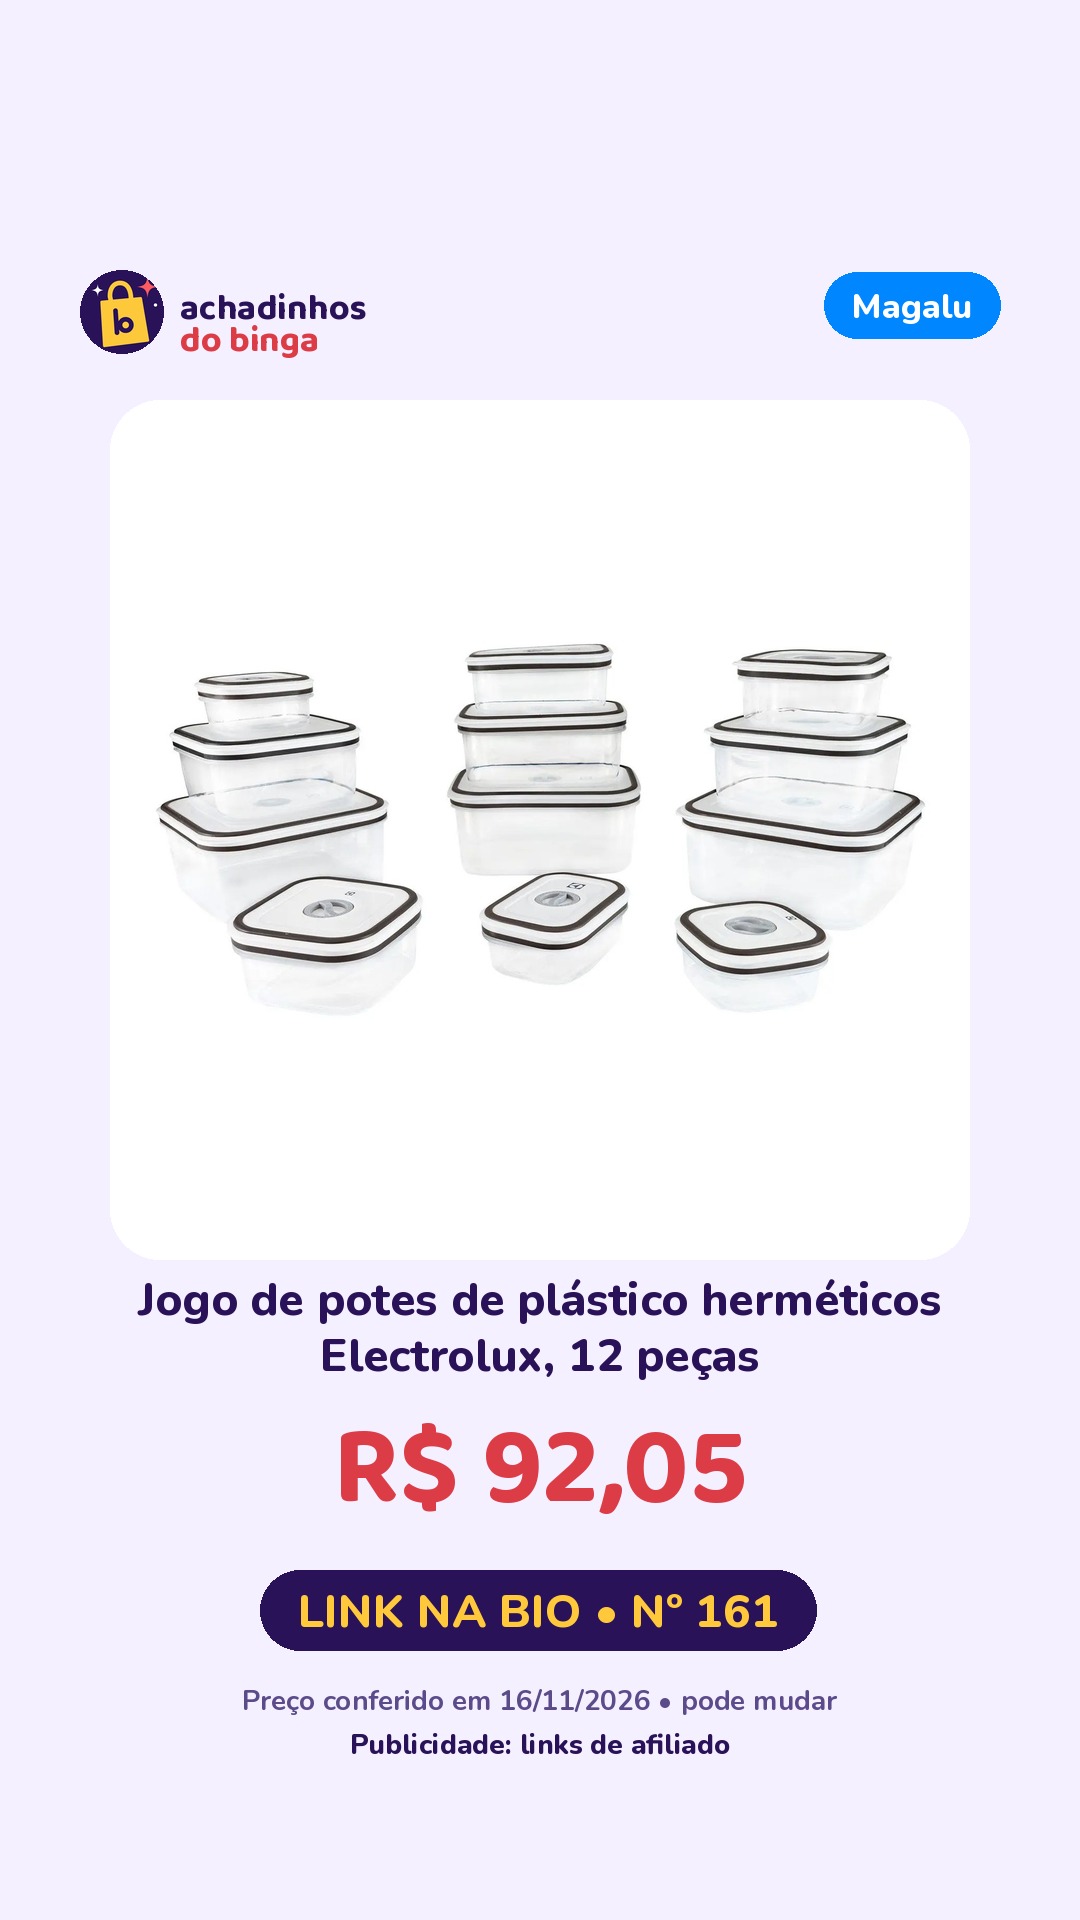 achadinhos
do binga
Magalu
Jogo de potes de plástico herméticos
Electrolux, 12 peças
R$ 92,05
LINK NA BIO • Nº 161
Preço conferido em 16/11/2026 • pode mudar
Publicidade: links de afiliado